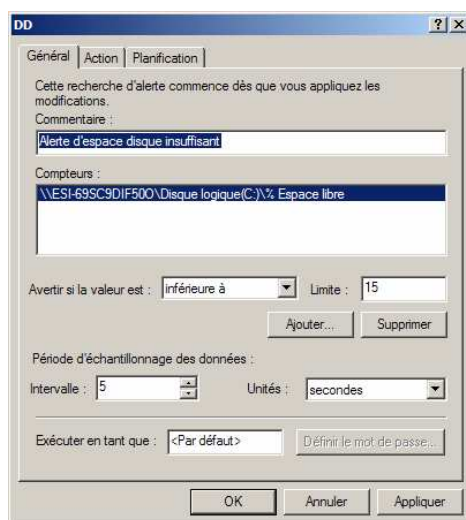 DD
Général Action Planification
Cette recherche d'alerte commence dès que vous appliquez les
modifications.
Commentaire :
Alerte d'espace disque insuffisant
Compteurs :
\\ESI-69SC9DIF50O\Disque logique(C:)\% Espace libre
Avertir si la valeur est : inférieure à Limite : 15
Ajouter... Supprimer
Période d'échantillonnage des données :
Intervalle : 5 Unités : secondes
Exécuter en tant que : <Par défaut> Définir le mot de passe...
OK Annuler Appliquer